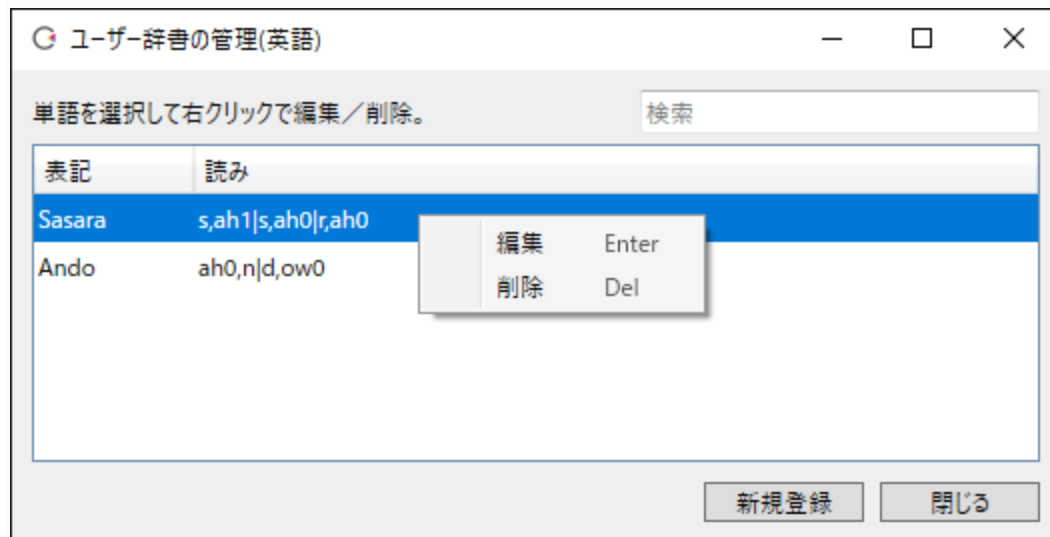 ユーザー辞書の管理(英語)
単語を選択して右クリックで編集／削除。 検索
表記 読み
Sasara s,ah1|s,ah0|r,ah0
編集 Enter
Ando ah0,n|d,ow0
削除 Del
新規登録 閉じる